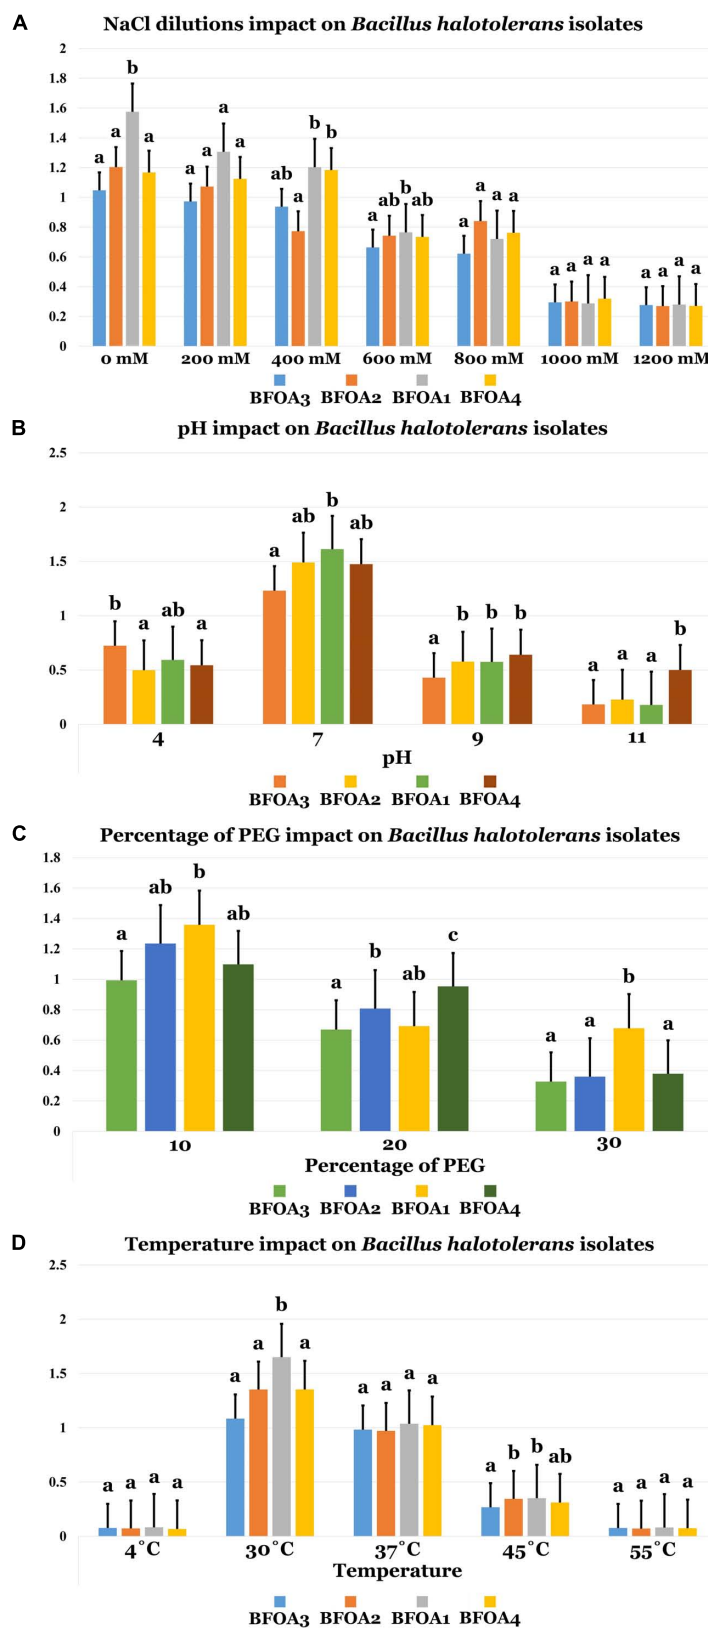 A NaCl dilutions impact on Bacillus halotolerans isolates
2
1.8
1.6
1.4
1.2
1
0.8
0.6
0.4
0.2
0
a a b a a a a a ab a b b a ab b ab a a a a a a a a a a a a
0 mM 200 mM 400 mM 600 mM 800 mM 1000 mM 1200 mM
BFOA3 BFOA2 BFOA1 BFOA4
B pH impact on Bacillus halotolerans isolates
2.5
2
1.5
1
0.5
0
b a ab a a ab b ab a b b b a a a b
4 7 9 11
pH
BFOA3 BFOA2 BFOA1 BFOA4
C Percentage of PEG impact on Bacillus halotolerans isolates
1.8
1.6
1.4
1.2
1
0.8
0.6
0.4
0.2
0
a ab b ab a b ab c a a b a
10 20 30
Percentage of PEG
BFOA3 BFOA2 BFOA1 BFOA4
D Temperature impact on Bacillus halotolerans isolates
2.5
2
1.5
1
0.5
0
a a a a a a b a a a a a a b b ab a a a a
4°C 30°C 37°C 45°C 55°C
Temperature
BFOA3 BFOA2 BFOA1 BFOA4